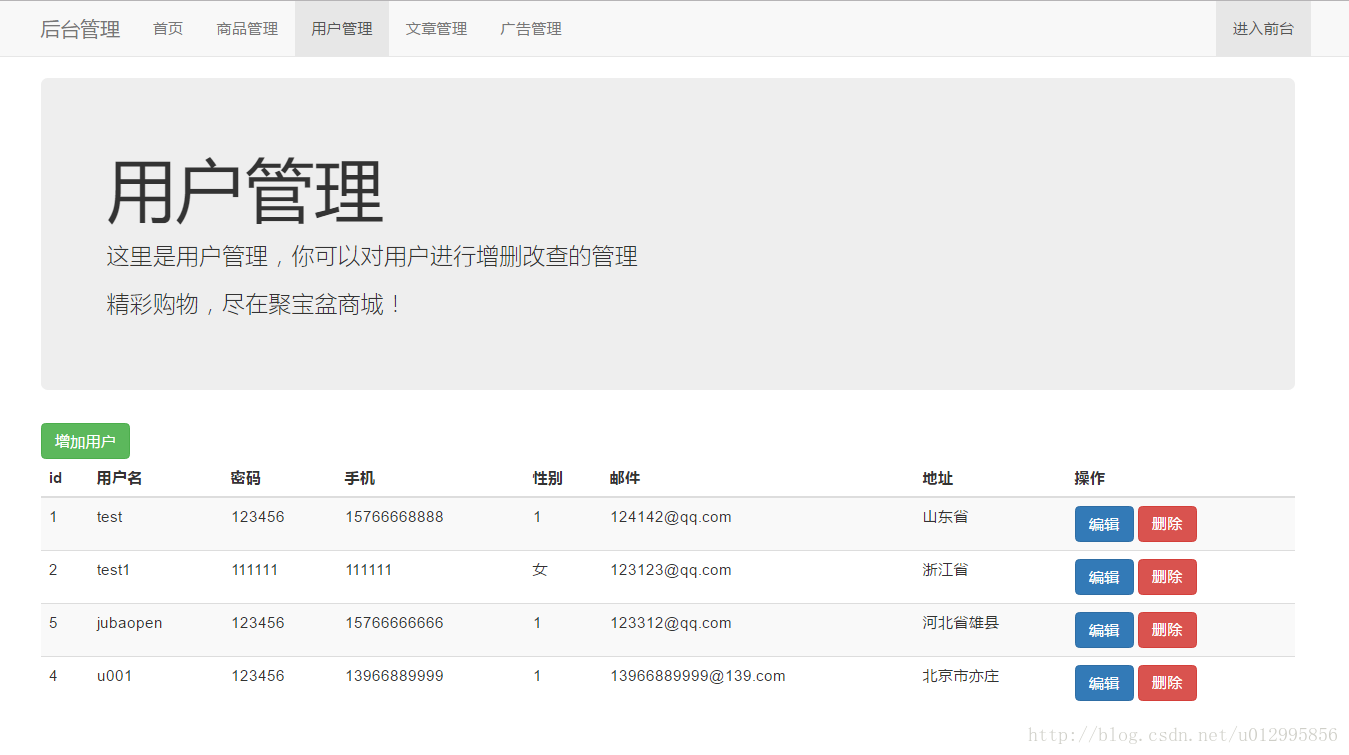 后台管理 首页 商品管理 用户管理 文章管理 广告管理 进入前台
用户管理
这里是用户管理，你可以对用户进行增删改查的管理
精彩购物，尽在聚宝盆商城！
增加用户
id 用户名 密码 手机 性别 邮件 地址 操作
1 test 123456 15766668888 1 124142@qq.com 山东省 编辑 删除
2 test1 111111 111111 女 123123@qq.com 浙江省 编辑 删除
5 jubaopen 123456 15766666666 1 123312@qq.com 河北省雄县 编辑 删除
4 u001 123456 13966889999 1 13966889999@139.com 北京市亦庄 编辑 删除
http://blog.csdn.net/u012995856